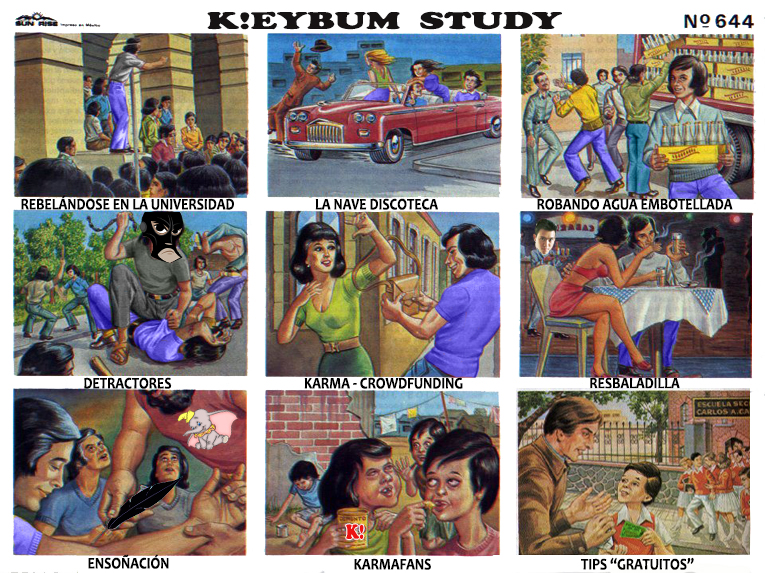 K!EYBUM STUDY
Nº 644
SUN RISE Impreso en México
REBELÁNDOSE EN LA UNIVERSIDAD
LA NAVE DISCOTECA
ROBANDO AGUA EMBOTELLADA
CABARET
DETRACTORES
KARMA - CROWDFUNDING
RESBALADILLA
K!
ESCUELA SEC
CARLOS A.CA
ENSOÑACIÓN
KARMAFANS
TIPS “GRATUITOS”